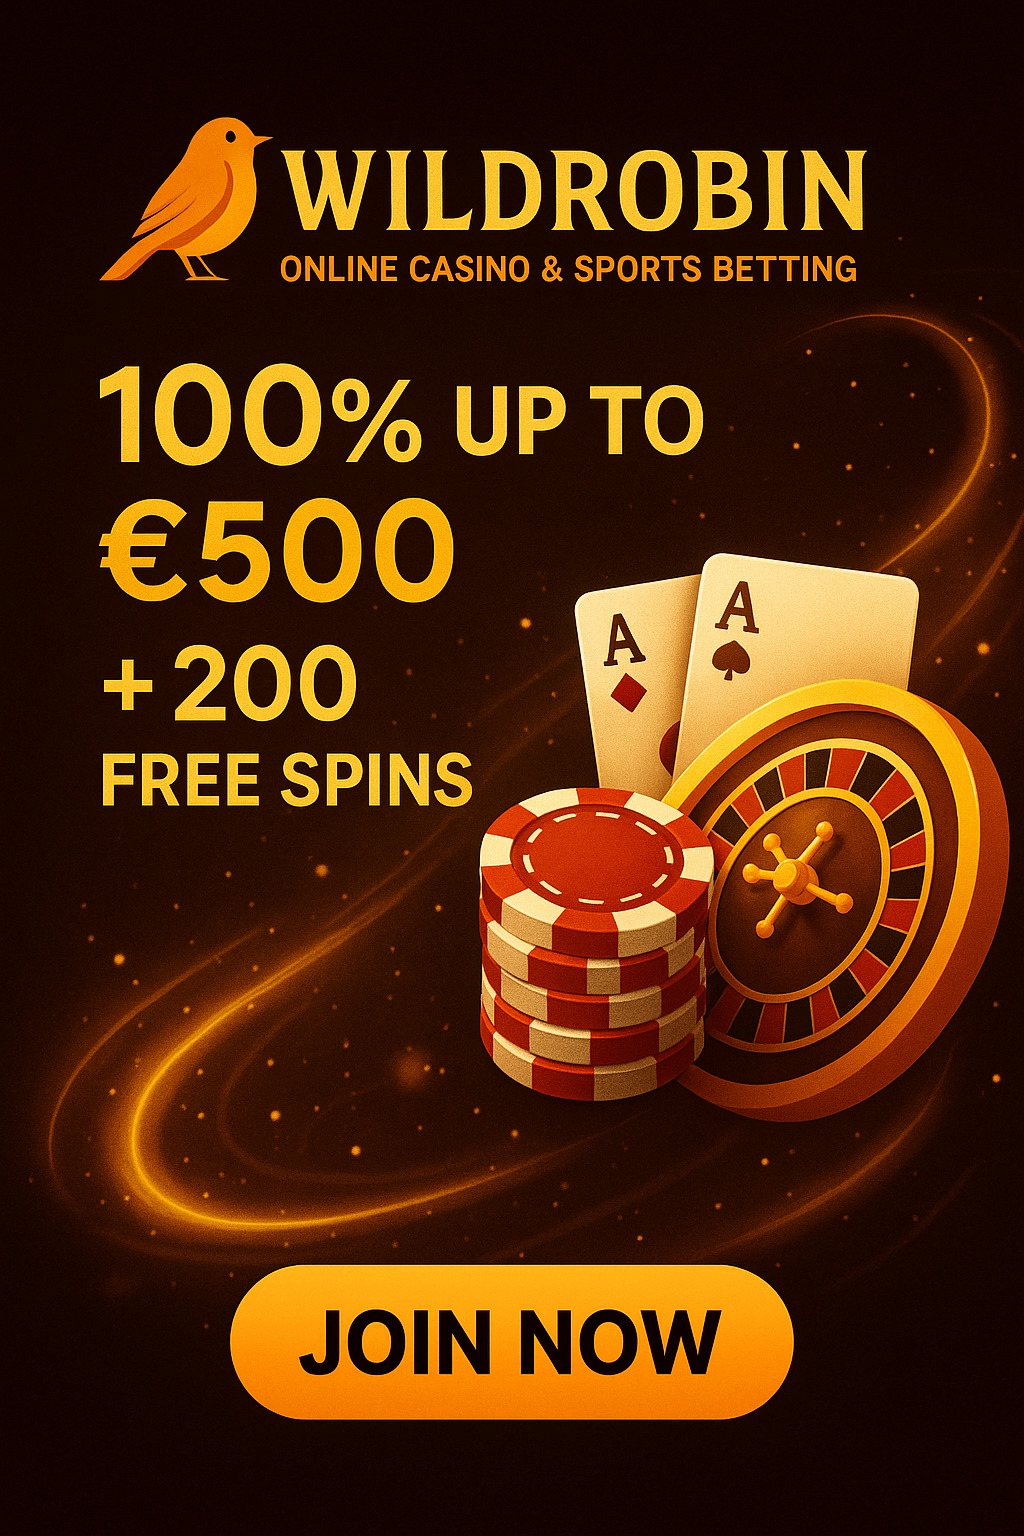 WILDROBIN
ONLINE CASINO & SPORTS BETTING
100% UP TO
€500
+ 200
FREE SPINS
A
A
JOIN NOW